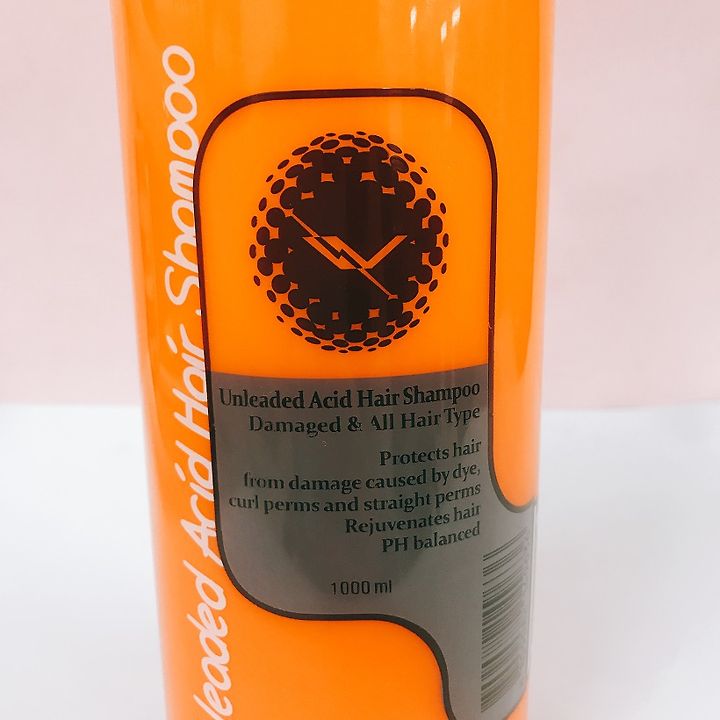 Unleaded Acid Hair Shampoo
Damaged & All Hair Type
Protects hair
from damage caused by dye,
curl perms and straight perms
Rejuvenates hair
PH balanced
1000 ml
leaded Acid Hair Shampoo